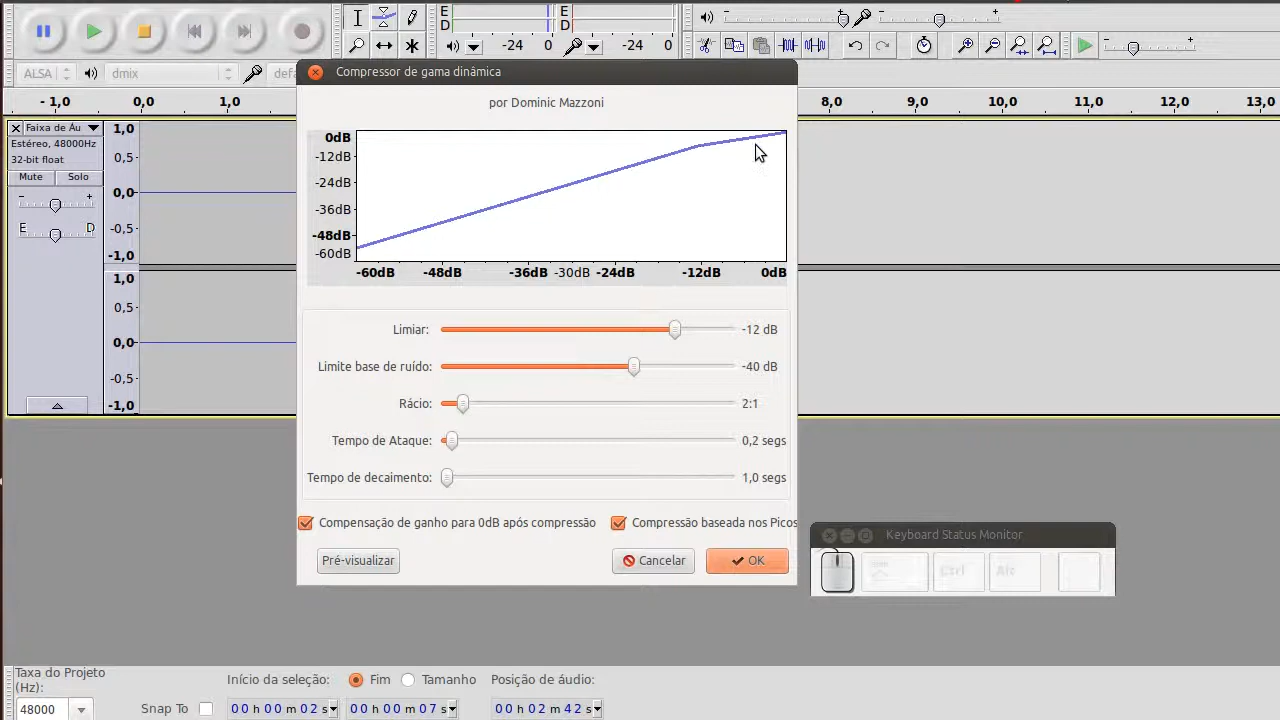 E
D
-24 0
E
D
-24 0
ALSA
dmix
- 1,0 0,0 1,0 8,0 9,0 10,0 11,0 12,0 13,0
Compressor de gama dinâmica
por Dominic Mazzoni
0dB
-12dB
-24dB
-36dB
-48dB
-60dB
-60dB -48dB -36dB -30dB -24dB -12dB 0dB
Limiar: -12 dB
Limite base de ruído: -40 dB
Rácio: 2:1
Tempo de Ataque: 0,2 segs
Tempo de decaimento: 1,0 segs
Compensação de ganho para 0dB após compressão Compressão baseada nos Picos
Pré-visualizar Cancelar OK
Faixa de Áu
Estéreo, 48000Hz
32-bit float
Mute Solo
- +
E D
1,0
0,5
0,0
-0,5
-1,0
1,0
0,5
0,0
-0,5
-1,0
Keyboard Status Monitor
Ctrl Alt
Taxa do Projeto
(Hz):
48000
Snap To
Início da seleção: Fim Tamanho Posição de áudio:
00 h 00 m 02 s 00 h 00 m 07 s 00 h 02 m 42 s